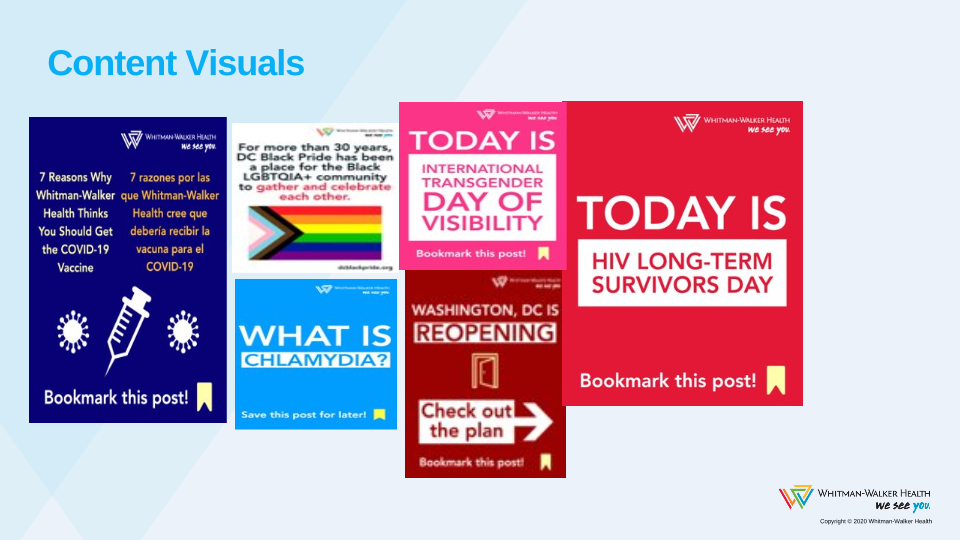 Content Visuals
WHITMAN-WALKER HEALTH
we see you.
7 Reasons Why
Whitman-Walker
Health Thinks
You Should Get
the COVID-19
Vaccine
7 razones por las
que Whitman-Walker
Health cree que
debería recibir la
vacuna para el
COVID-19
Bookmark this post!
WHITMAN-WALKER HEALTH
we see you.
For more than 30 years,
DC Black Pride has been
a place for the Black
LGBTQIA+ community
to gather and celebrate
each other.
dcblackpride.org
WHITMAN-WALKER HEALTH
we see you.
WHAT IS
CHLAMYDIA?
Save this post for later!
WHITMAN-WALKER HEALTH
we see you.
TODAY IS
INTERNATIONAL
TRANSGENDER
DAY OF
VISIBILITY
Bookmark this post!
WHITMAN-WALKER HEALTH
we see you.
WASHINGTON, DC IS
REOPENING
Check out
the plan
Bookmark this post!
WHITMAN-WALKER HEALTH
we see you.
TODAY IS
HIV LONG-TERM
SURVIVORS DAY
Bookmark this post!
WHITMAN-WALKER HEALTH
we see you.
Copyright © 2020 Whitman-Walker Health